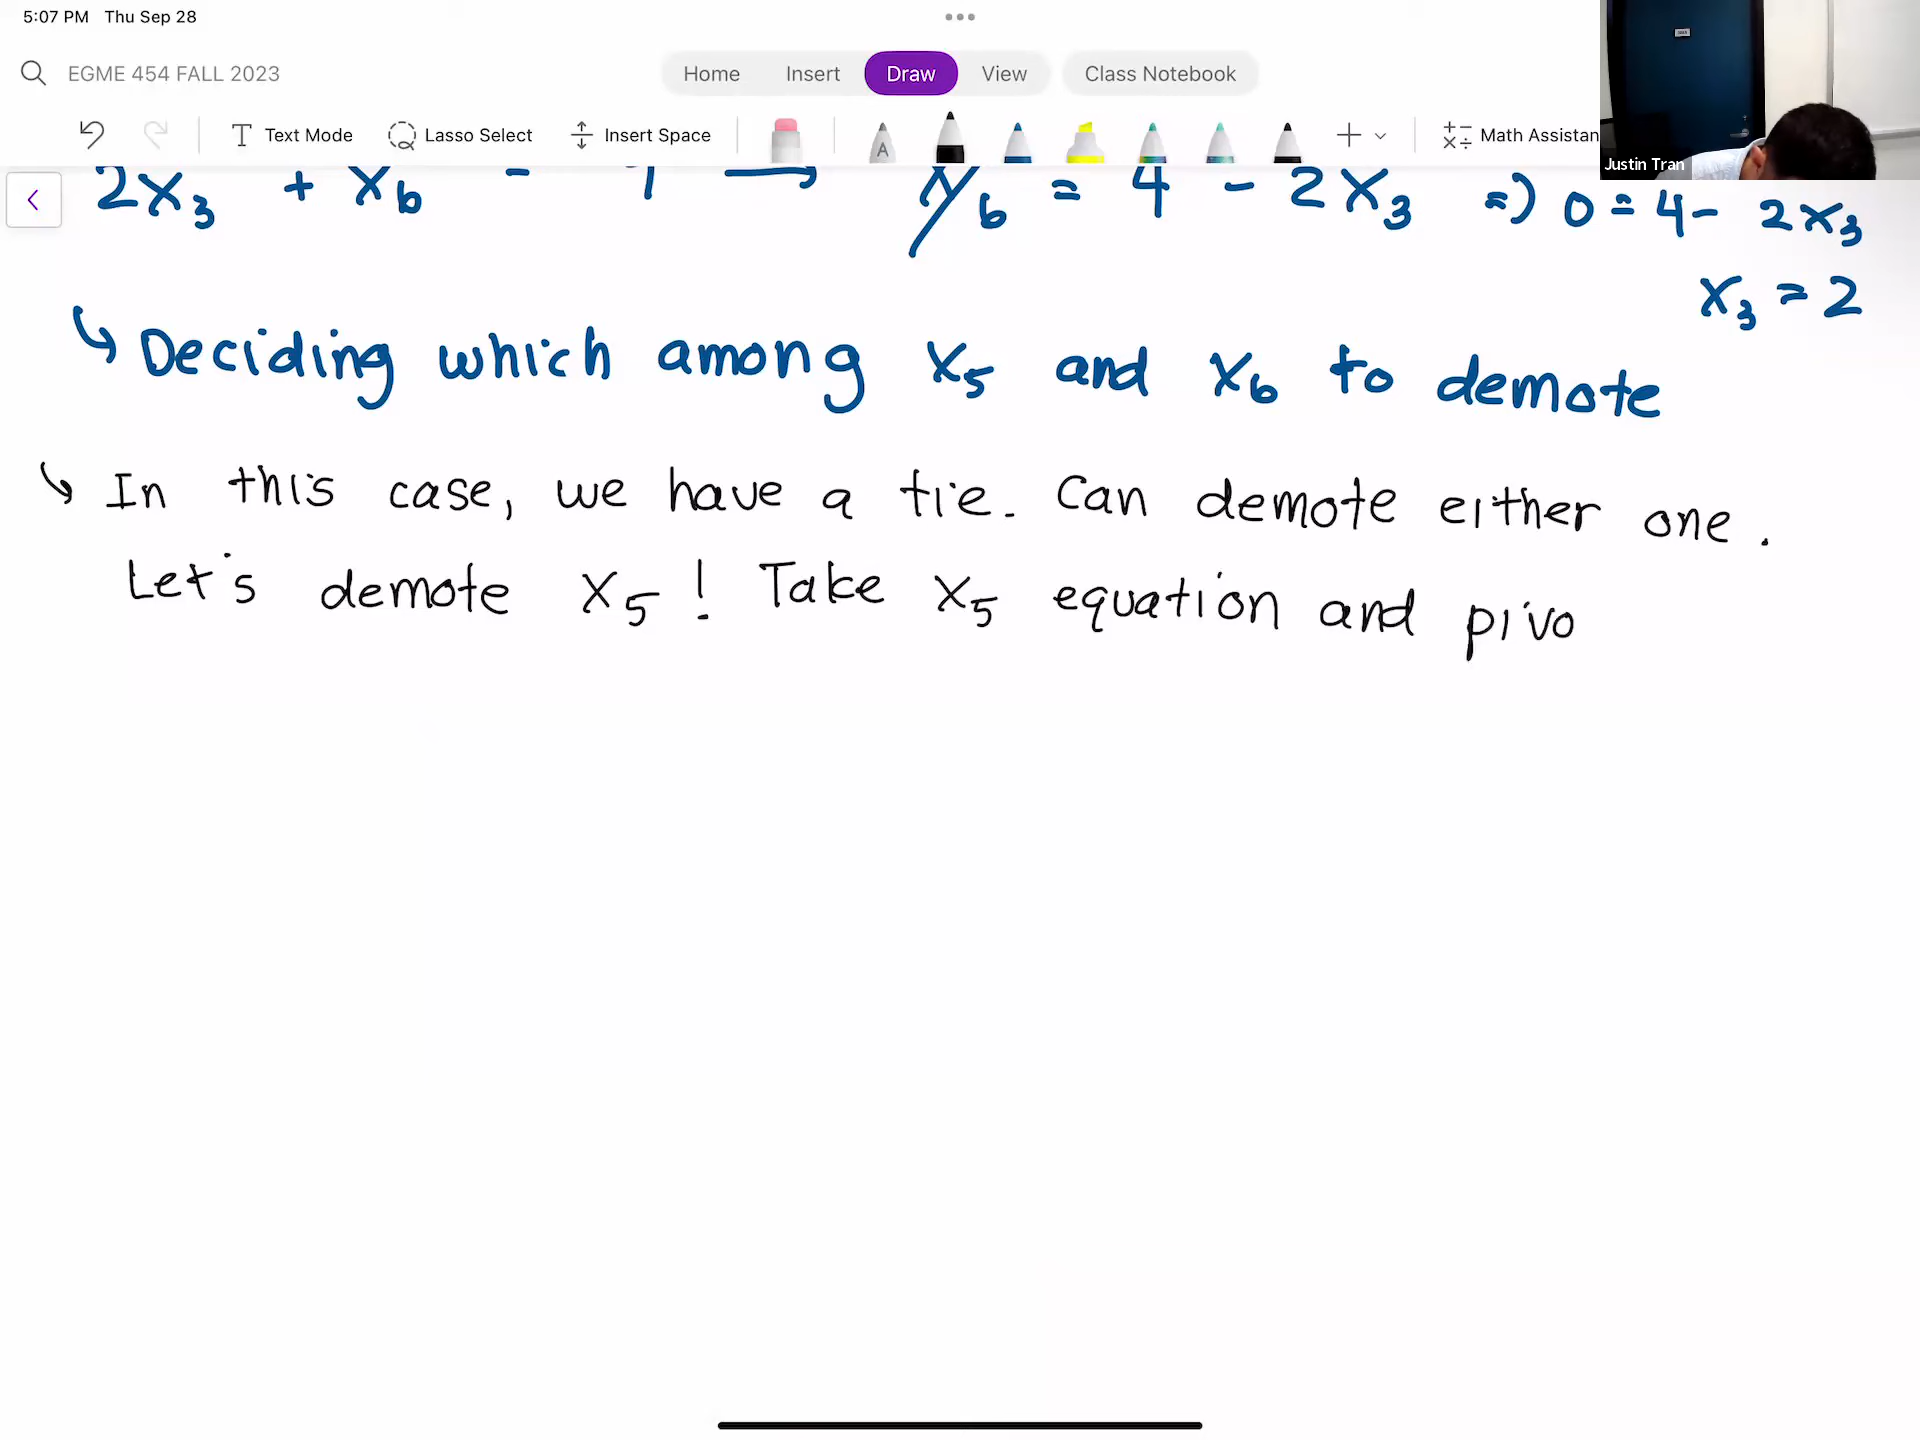 5:07 PM Thu Sep 28
EGME 454 FALL 2023
Home Insert Draw View Class Notebook
Text Mode Lasso Select Insert Space A Math Assistan
Justin Tran
2x₃ + x₆ = 4 → x₆ = 4 - 2x₃ => 0 = 4 - 2x₃
x₃ = 2
↳ Deciding which among x₅ and x₆ to demote
↳ In this case, we have a tie. Can demote either one.
Let's demote x₅! Take x₅ equation and pivo